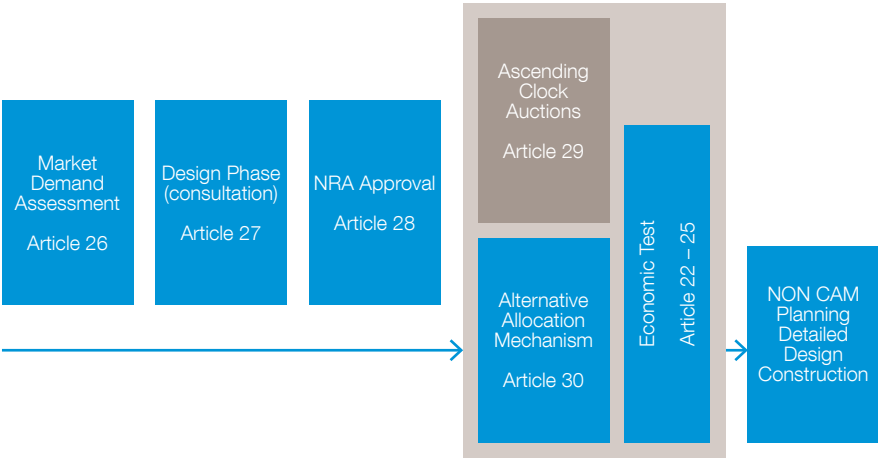 Market
Demand
Assessment
Article 26
Design Phase
(consultation)
Article 27
NRA Approval
Article 28
Ascending
Clock
Auctions
Article 29
Alternative
Allocation
Mechanism
Article 30
Economic Test
Article 22 – 25
NON CAM
Planning
Detailed
Design
Construction